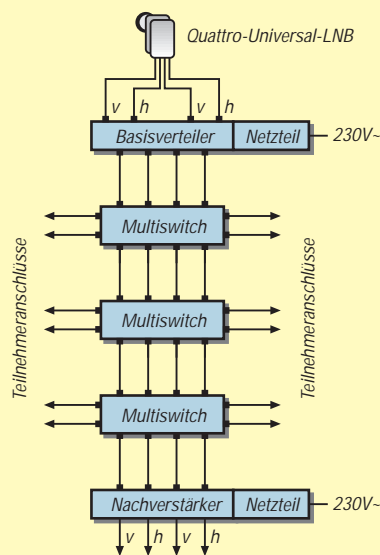 Quattro-Universal-LNB
v h v h
Basisverteiler Netzteil 230V~
Multiswitch
Teilnehmeranschlüsse
Teilnehmeranschlüsse
Multiswitch
Multiswitch
Nachverstärker Netzteil 230V~
v h v h